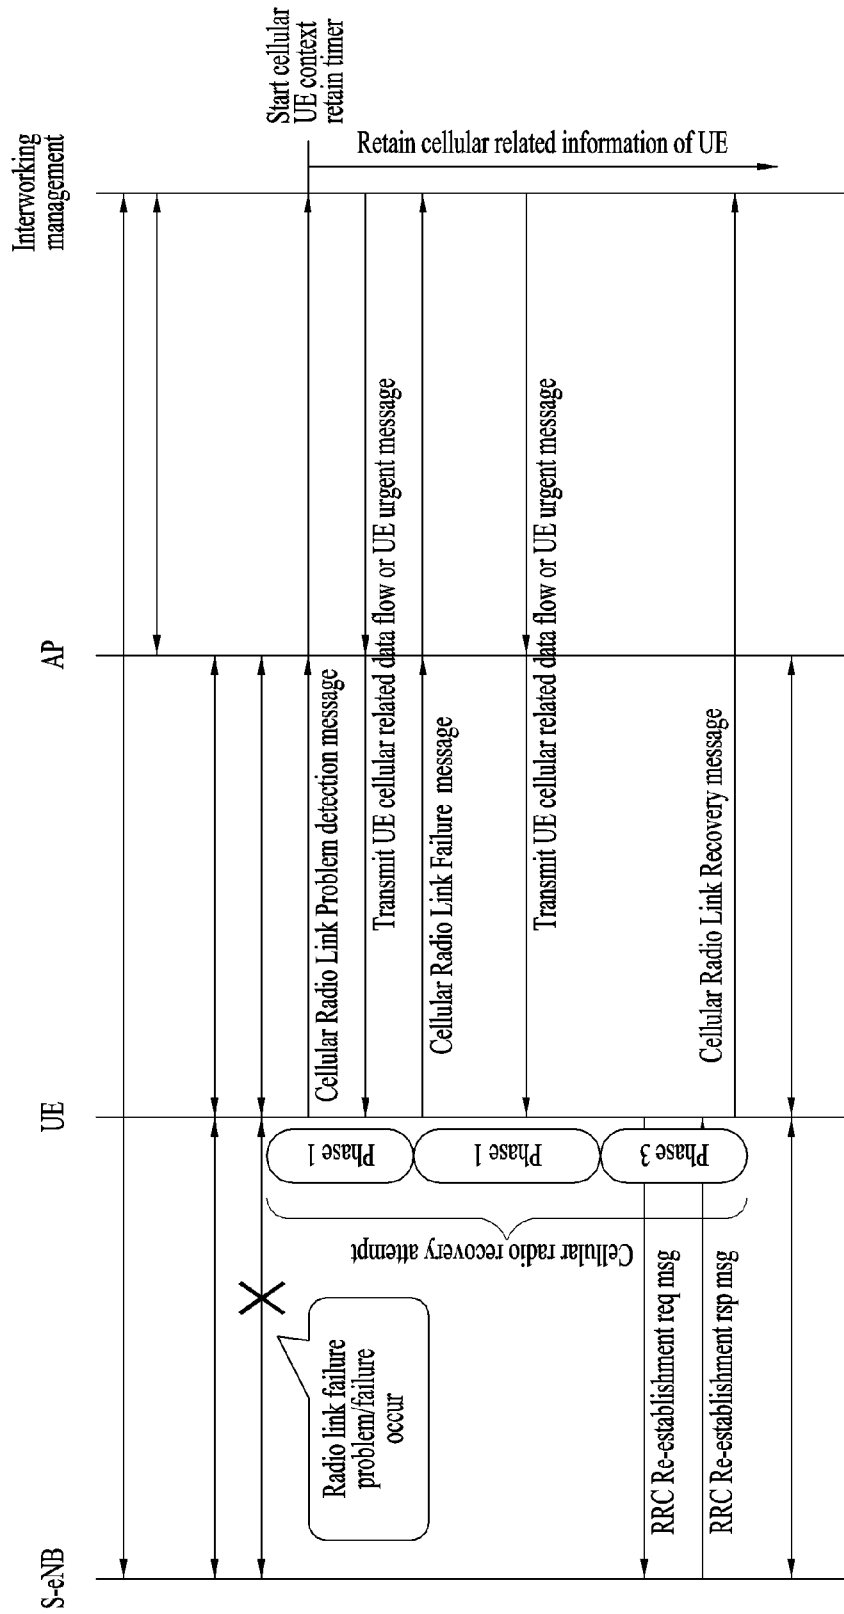 S-eNB
UE
AP
Interworking
management
Radio link failure
problem/failure
occur
Cellular radio recovery attempt
Phase 1
Phase 1
Phase 3
Cellular Radio Link Problem detection message
Start cellular
UE context
retain timer
Retain cellular related information of UE
Transmit UE cellular related data flow or UE urgent message
Cellular Radio Link Failure message
Transmit UE cellular related data flow or UE urgent message
RRC Re-establishment req msg
RRC Re-establishment rsp msg
Cellular Radio Link Recovery message